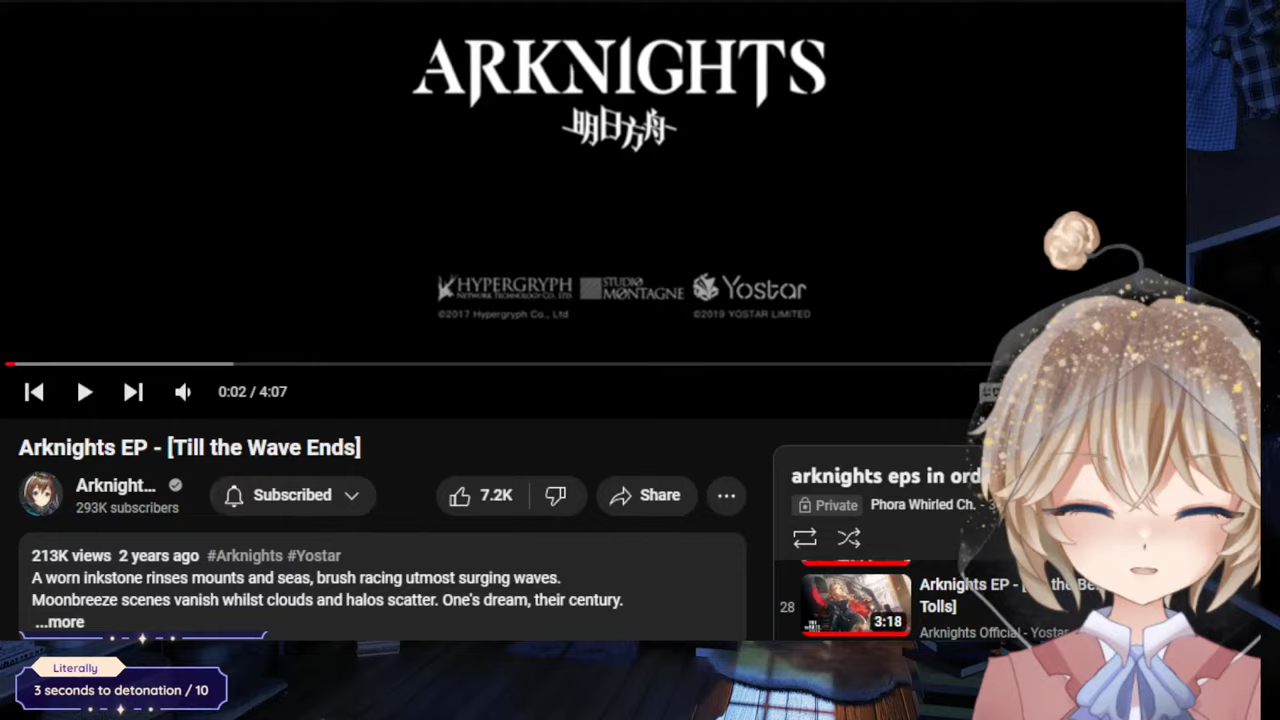 ARKNIGHTS
明日方舟
HYPERGRYPH
NETWORK TECHNOLOGY CO., LTD
STUDIO
MONTAGNE
Yostar
©2017 Hypergryph Co., Ltd
©2019 YOSTAR LIMITED
0:02 / 4:07
Arknights EP - [Till the Wave Ends]
Arknight...
293K subscribers
Subscribed
7.2K
Share
213K views 2 years ago #Arknights #Yostar
A worn inkstone rinses mounts and seas, brush racing utmost surging waves.
Moonbreeze scenes vanish whilst clouds and halos scatter. One's dream, their century.
...more
arknights eps in ord
Private
Phora Whirled Ch. -
28
3:18
Arknights EP - [
the Be
Tolls]
Arknights Official - Yostar
Literally
3 seconds to detonation / 10